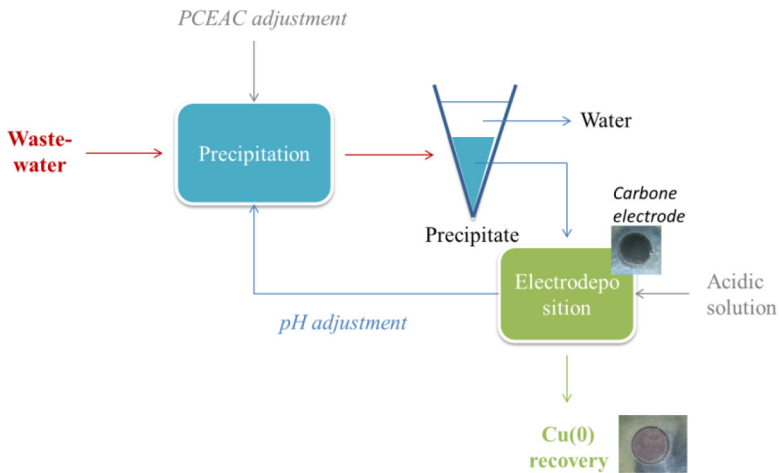 PCEAC adjustment
Waste-
water
Precipitation
Water
Precipitate
Carbone
electrode
Electrodepo
sition
Acidic
solution
pH adjustment
Cu(0)
recovery